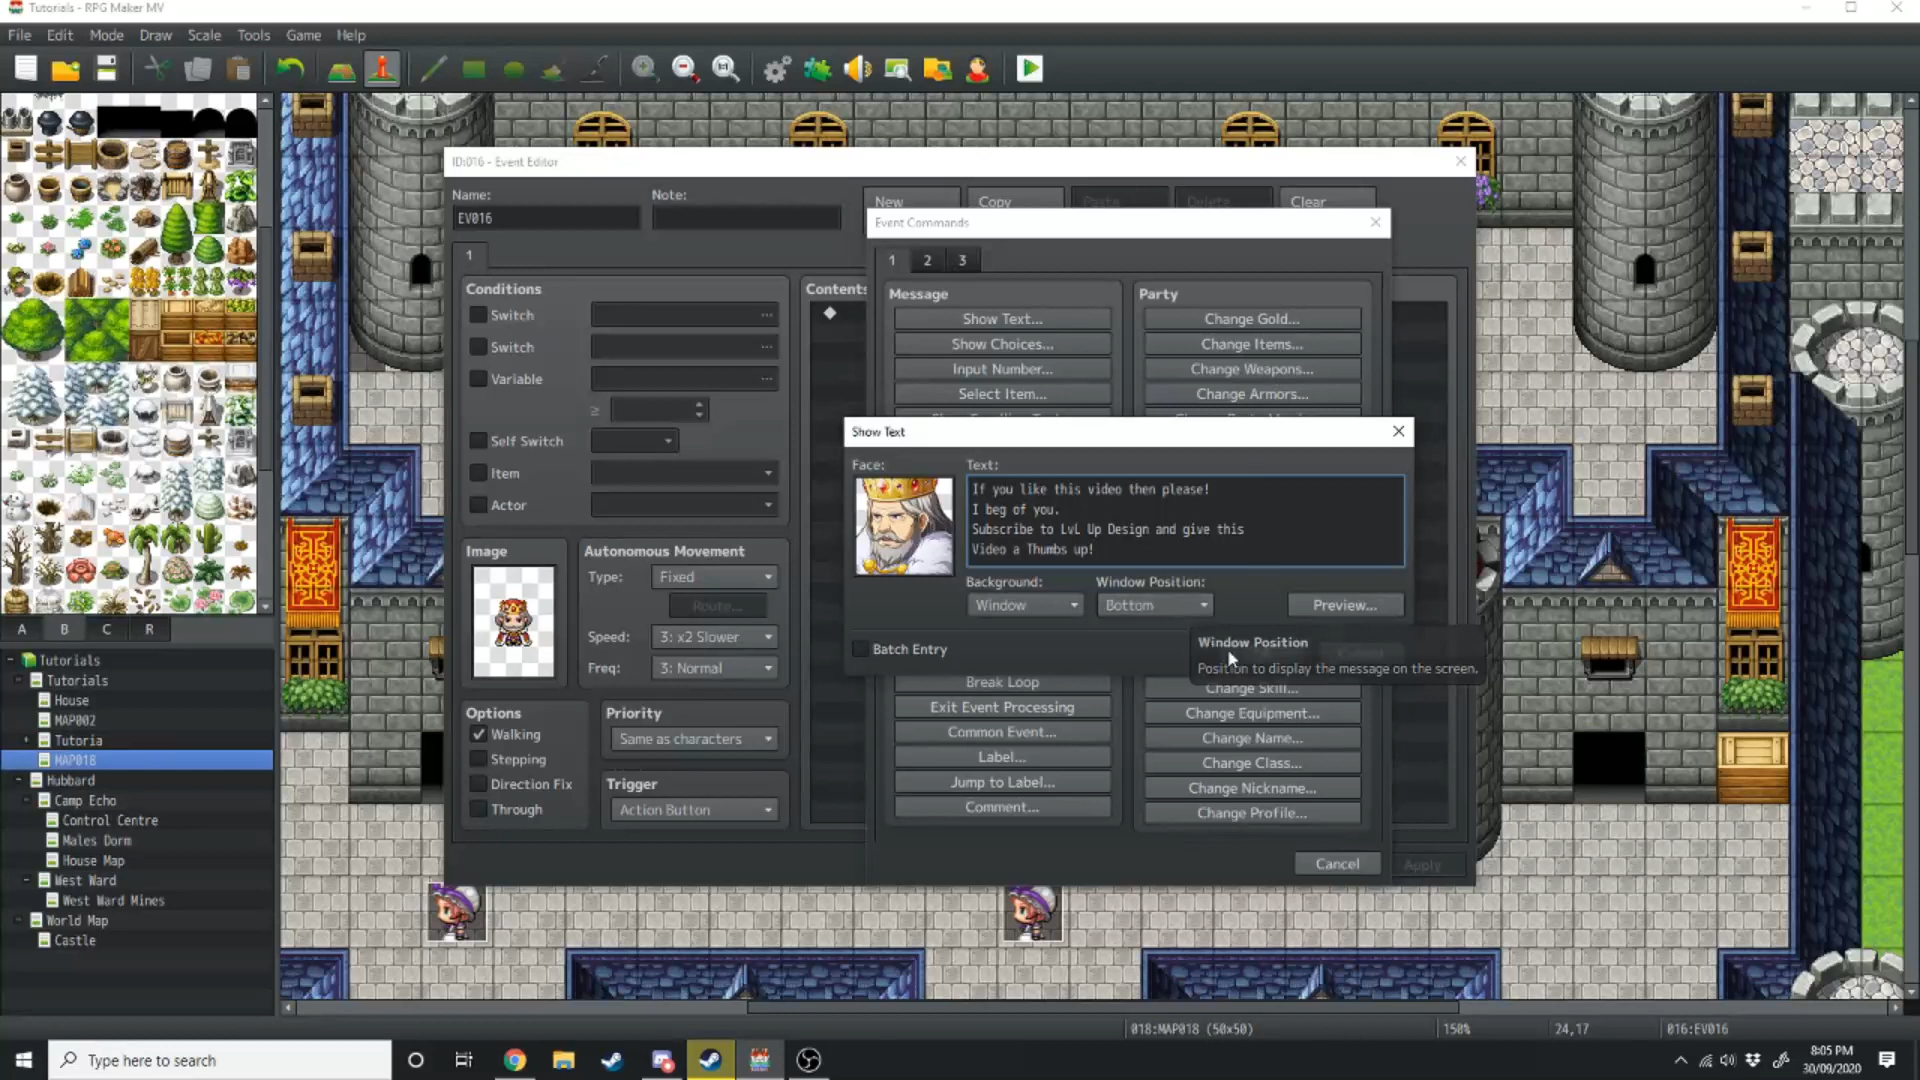 Tutorials - RPG Maker MV
File Edit Mode Draw Scale Tools Game Help
ID:016 - Event Editor
Name:
Note:
EV016
New
Copy
Paste
Delete
Clear
Event Commands
1
1 2 3
Conditions
Switch
Switch
Variable
≥
Self Switch
Item
Actor
Contents
Message
Show Text...
Show Choices...
Input Number...
Select Item...
Party
Change Gold...
Change Items...
Change Weapons...
Change Armors...
Show Text
Face:
Text:
If you like this video then please!
I beg of you.
Subscribe to LvL Up Design and give this
Video a Thumbs up!
Background:
Window
Window Position:
Bottom
Preview...
Batch Entry
Window Position
Position to display the message on the screen.
Image
Autonomous Movement
Type:
Fixed
Route...
Speed:
3: x2 Slower
Freq:
3: Normal
Options
Walking
Stepping
Direction Fix
Through
Priority
Same as characters
Trigger
Action Button
Break Loop
Exit Event Processing
Common Event...
Label...
Jump to Label...
Comment...
Change Skill...
Change Equipment...
Change Name...
Change Class...
Change Nickname...
Change Profile...
Cancel
Apply
A B C R
Tutorials
Tutorials
House
MAP002
Tutoria
MAP018
Hubbard
Camp Echo
Control Centre
Males Dorm
House Map
West Ward
West Ward Mines
World Map
Castle
018:MAP018 (50x50)
150%
24,17
016:EV016
Type here to search
8:05 PM
30/09/2020